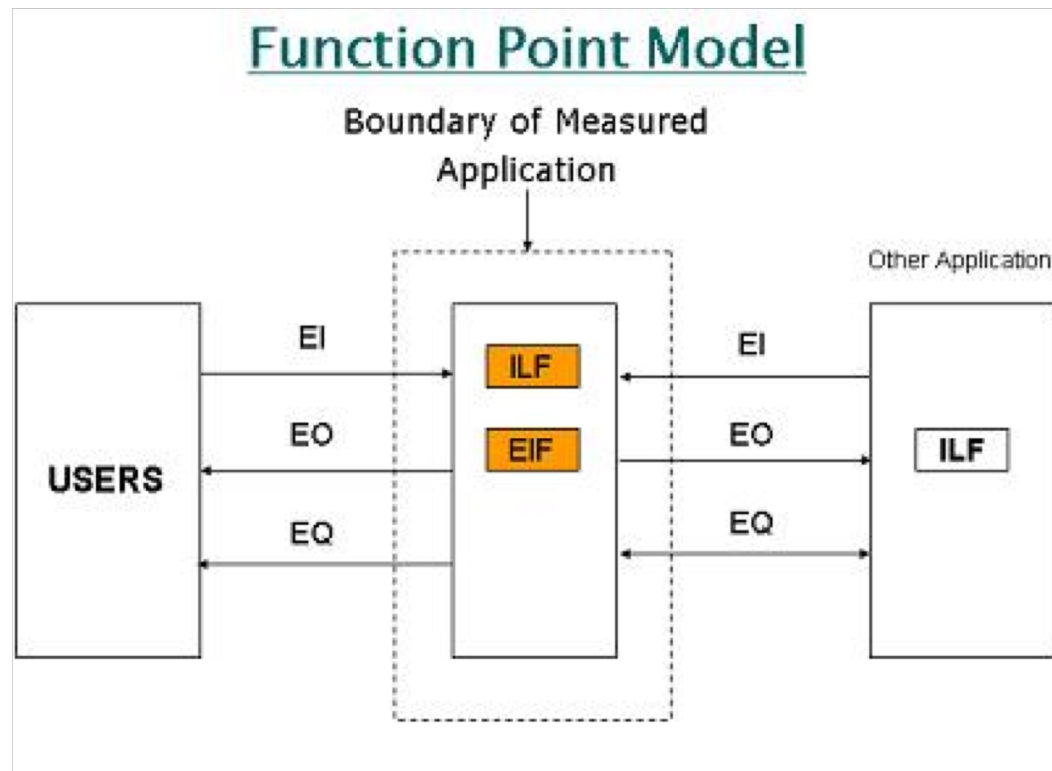 Function Point Model
Boundary of Measured
Application
Other Application
EI
EI
ILF
EO
EIF
EO
ILF
USERS
EQ
EQ